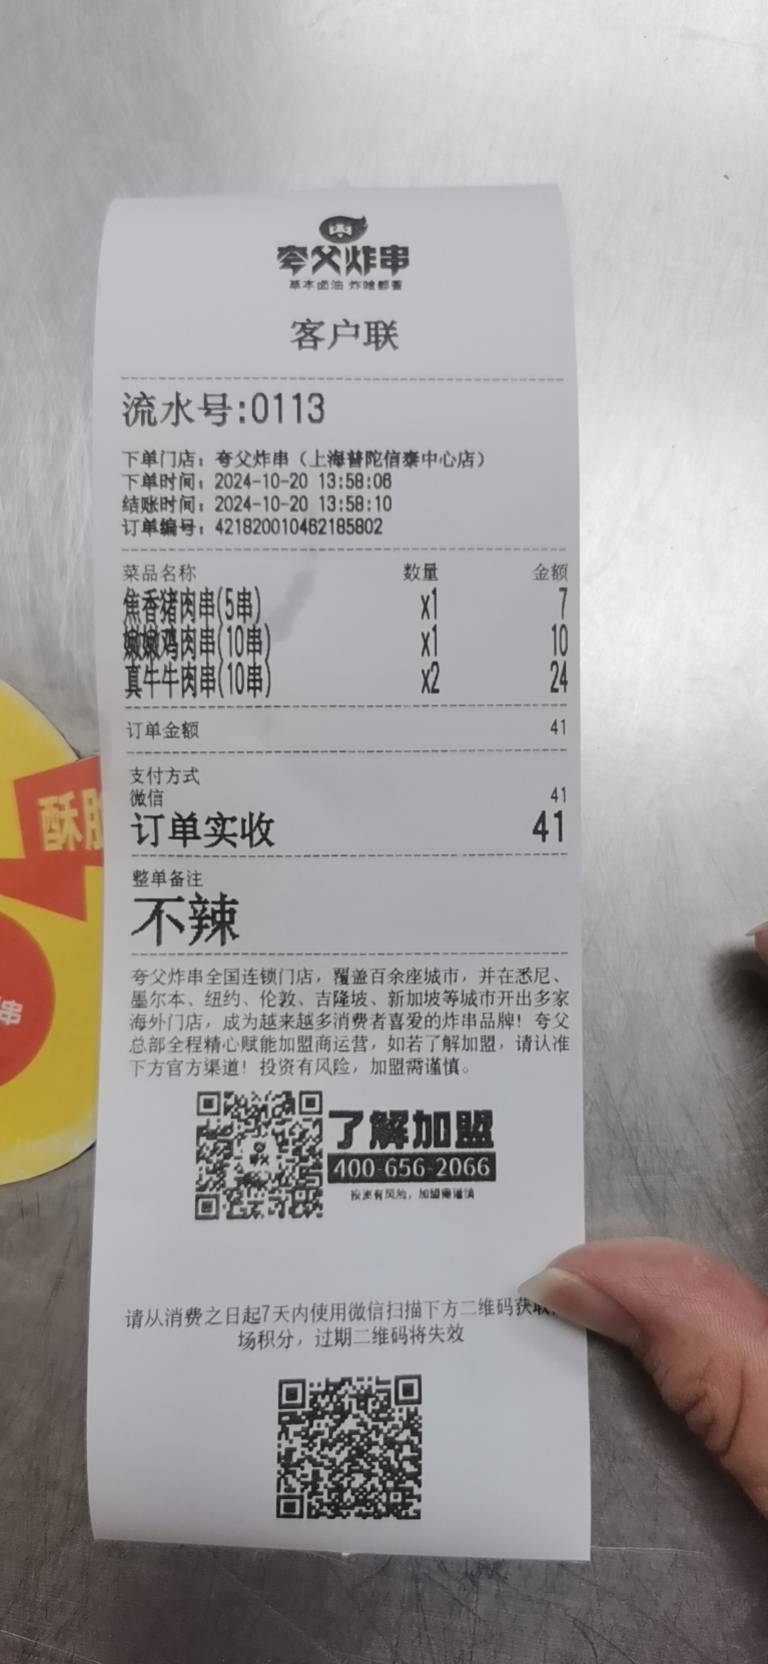 夸父炸串
草本卤油 炸啥都香
客户联
流水号:0113
下单门店：夸父炸串（上海普陀信泰中心店）
下单时间：2024-10-20 13:58:06
结账时间：2024-10-20 13:58:10
订单编号：421820010462185802
菜品名称 数量 金额
焦香猪肉串(5串) x1 7
嫩嫩鸡肉串(10串) x1 10
真牛牛肉串(10串) x2 24
订单金额 41
支付方式
微信 41
订单实收 41
整单备注
不辣
夸父炸串全国连锁门店，覆盖百余座城市，并在悉尼、
墨尔本、纽约、伦敦、吉隆坡、新加坡等城市开出多家
海外门店，成为越来越多消费者喜爱的炸串品牌！夸父
总部全程精心赋能加盟商运营，如若了解加盟，请认准
下方官方渠道！投资有风险，加盟需谨慎。
了解加盟
400-656-2066
投资有风险，加盟需谨慎
请从消费之日起7天内使用微信扫描下方二维码获取
场积分，过期二维码将失效
酥脆
串